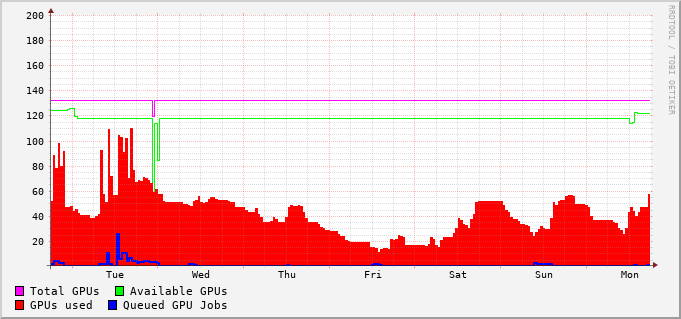 200
180
160
140
120
100
80
60
40
20
Tue Wed Thu Fri Sat Sun Mon
Total GPUs Available GPUs
GPUs used Queued GPU Jobs
RRDTOOL / TOBI OETIKER